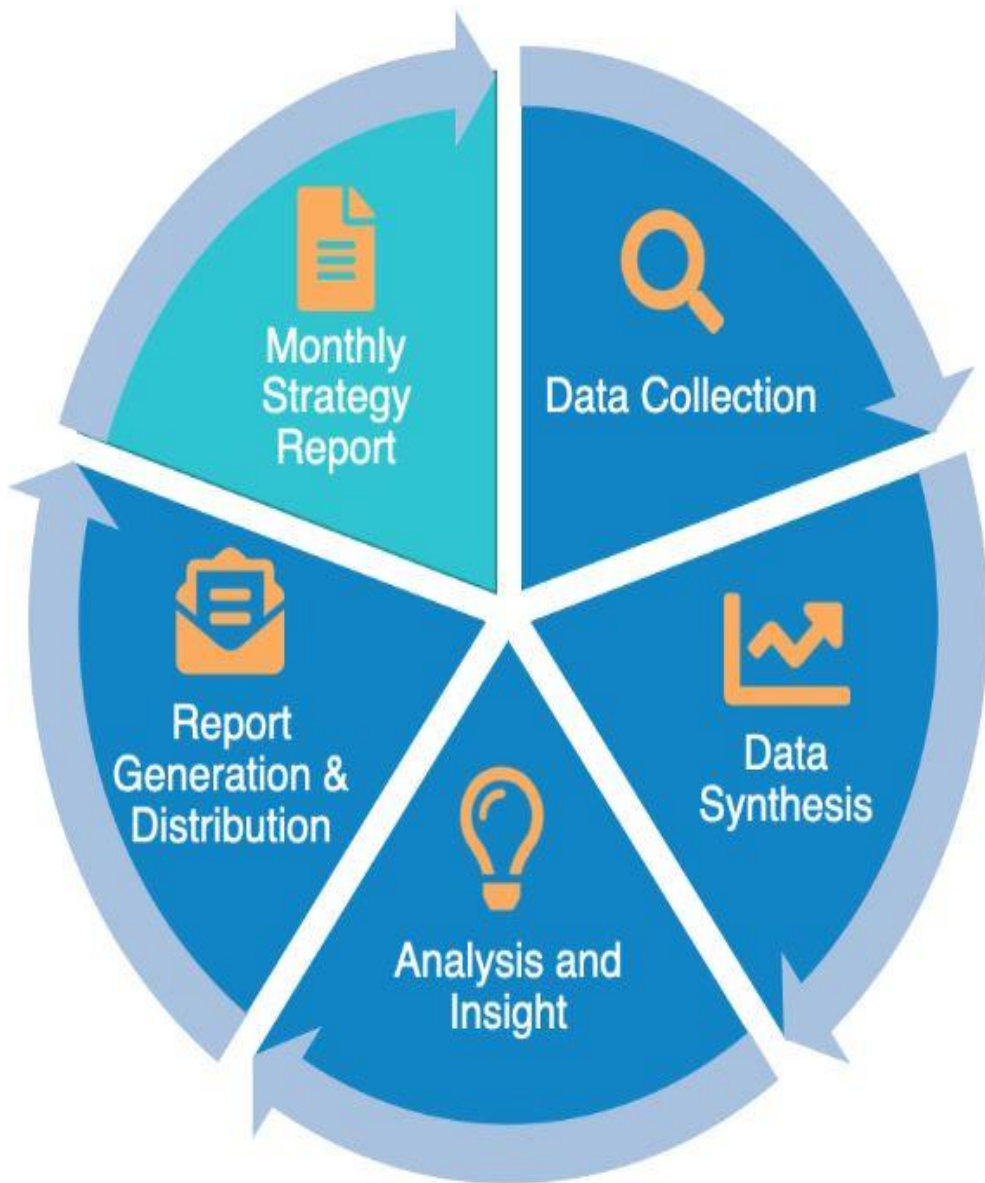 Monthly
Strategy
Report
Data Collection
Data
Synthesis
Analysis and
Insight
Report
Generation &
Distribution